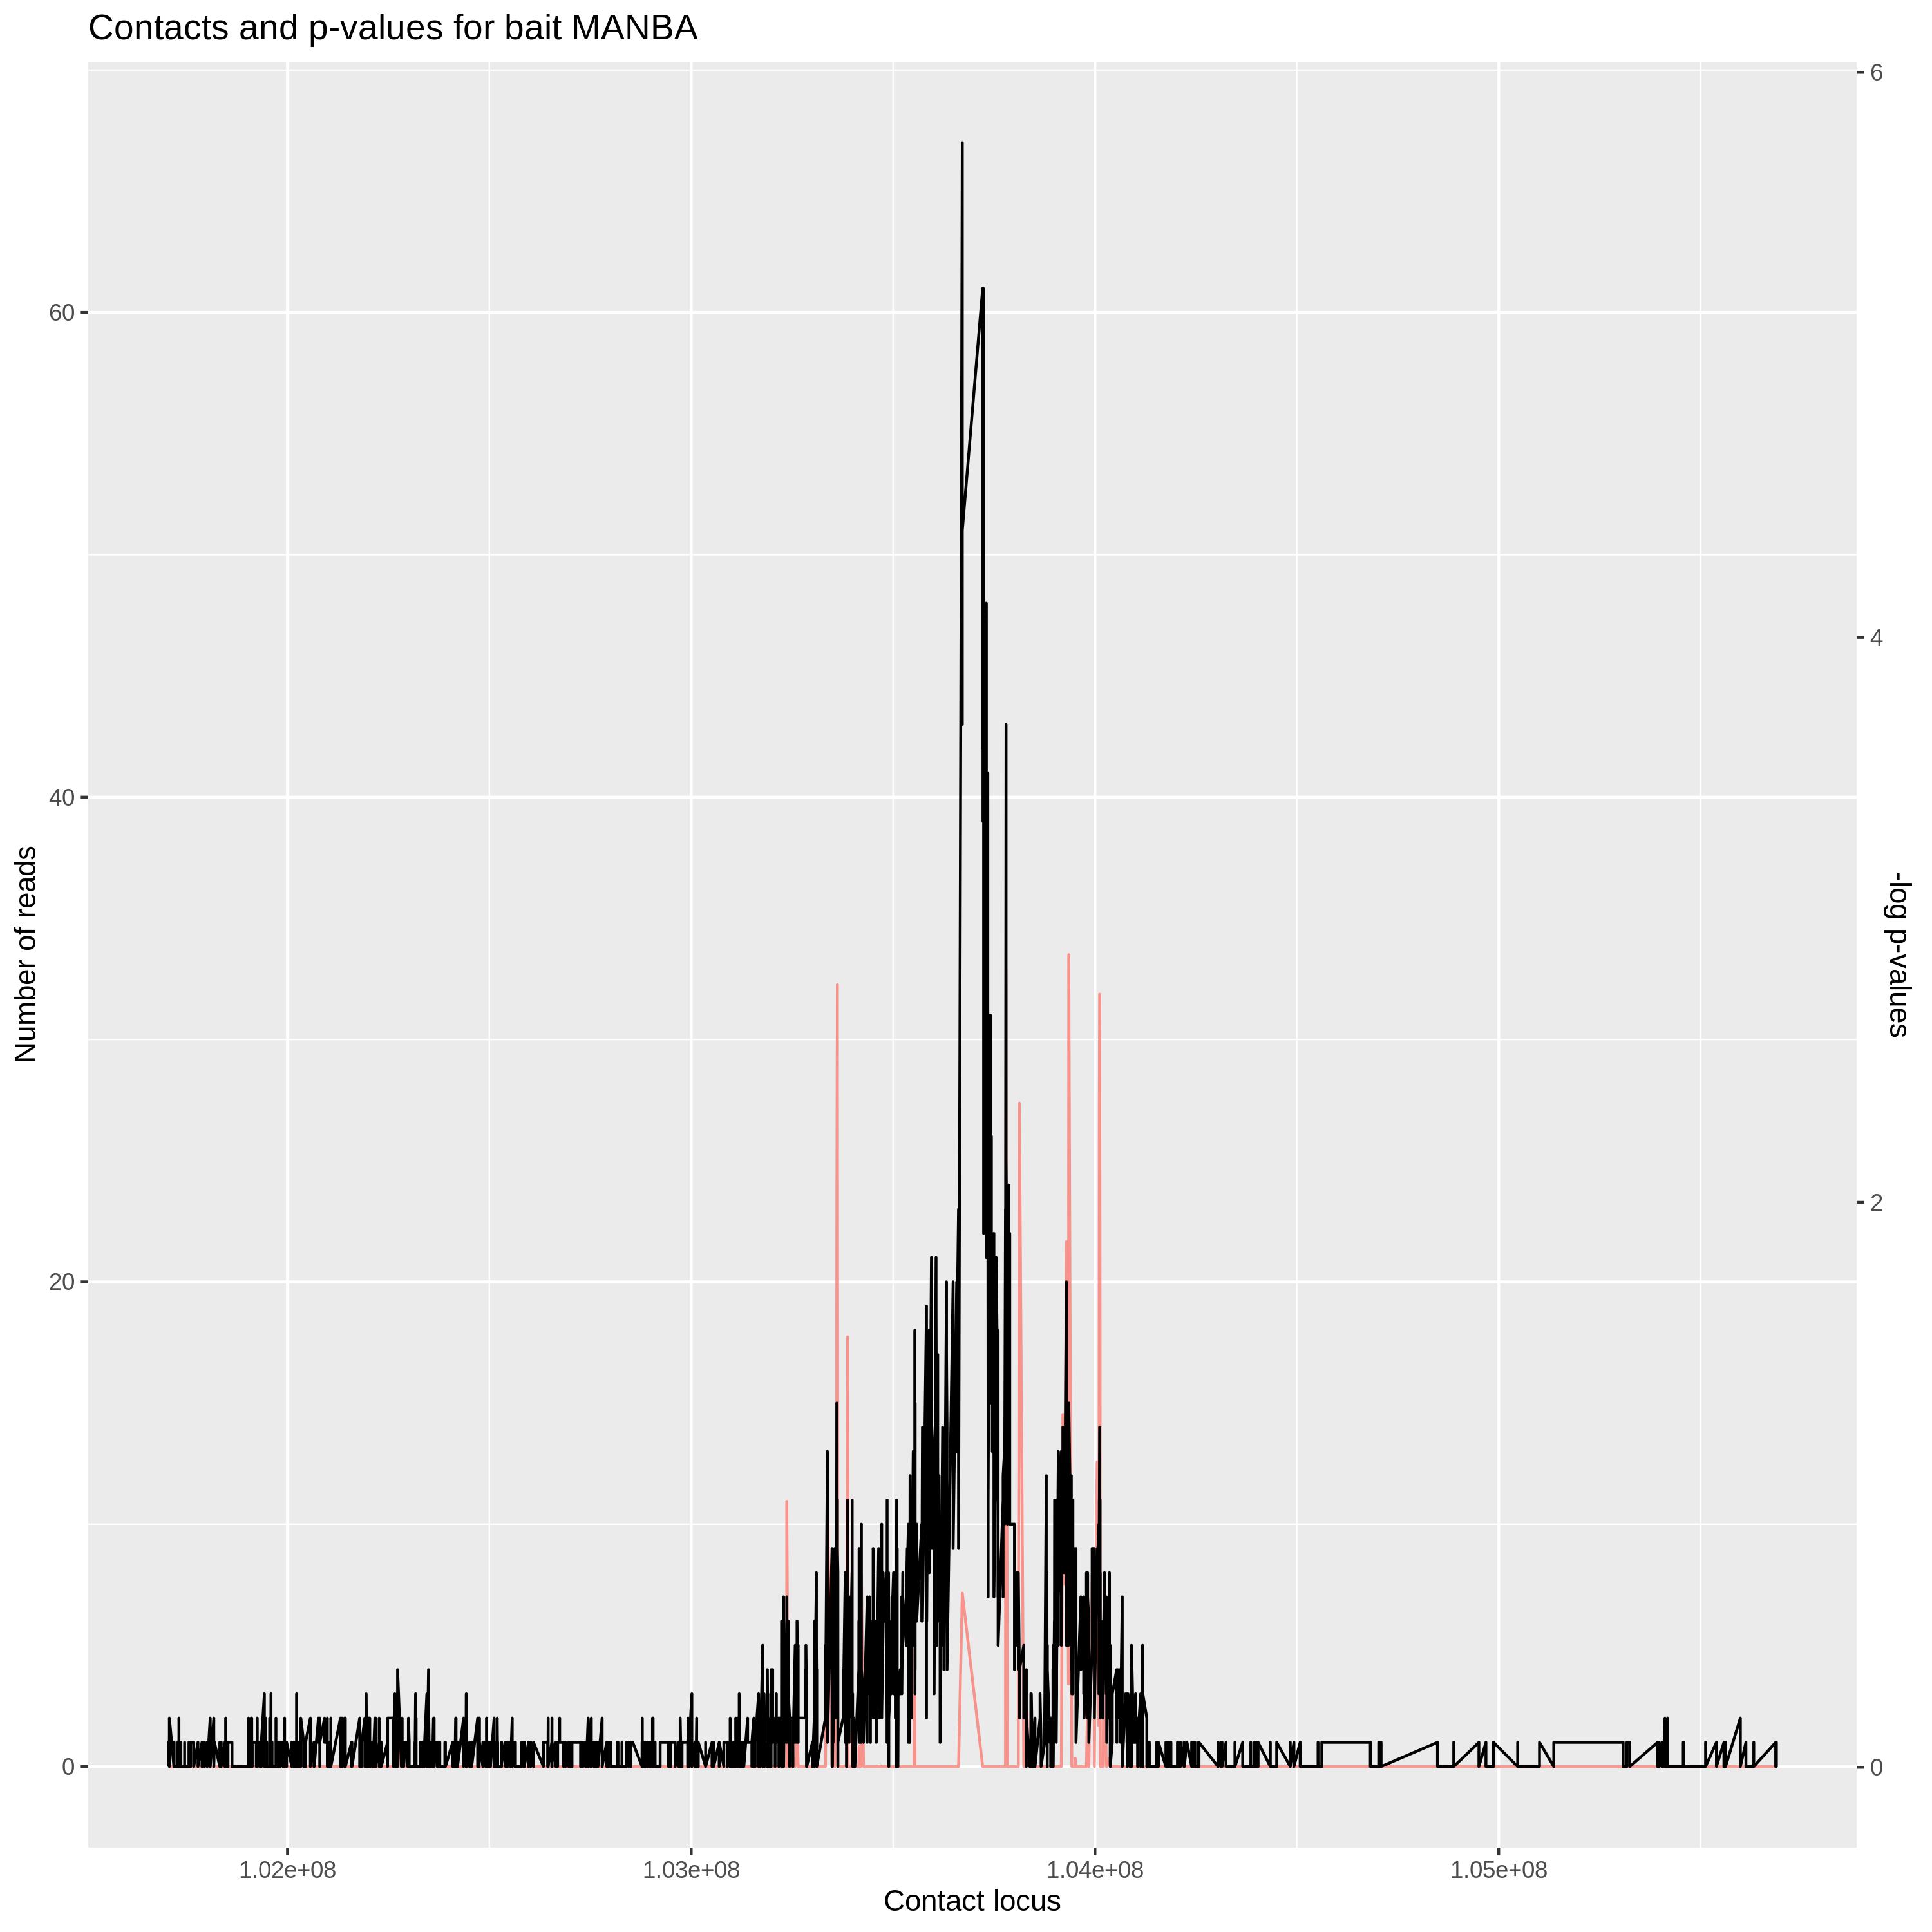 Contacts and p-values for bait MANBA
6
60
4
40
Number of reads
-log p-values
2
20
0
0
1.02e+08 1.03e+08 1.04e+08 1.05e+08
Contact locus